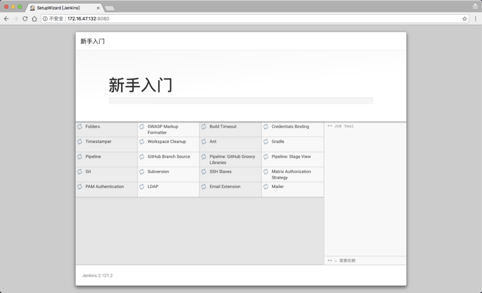 SetupWizard [Jenkins]
不安全 | 172.16.47.132:8080
新手入门
新手入门
Folders
OWASP Markup Formatter
Build Timeout
Credentials Binding
Timestamper
Workspace Cleanup
Ant
Gradle
Pipeline
GitHub Branch Source
Pipeline: GitHub Groovy Libraries
Pipeline: Stage View
Git
Subversion
SSH Slaves
Matrix Authorization Strategy
PAM Authentication
LDAP
Email Extension
Mailer
** JDK Tool
** - 需要依赖
Jenkins 2.121.2